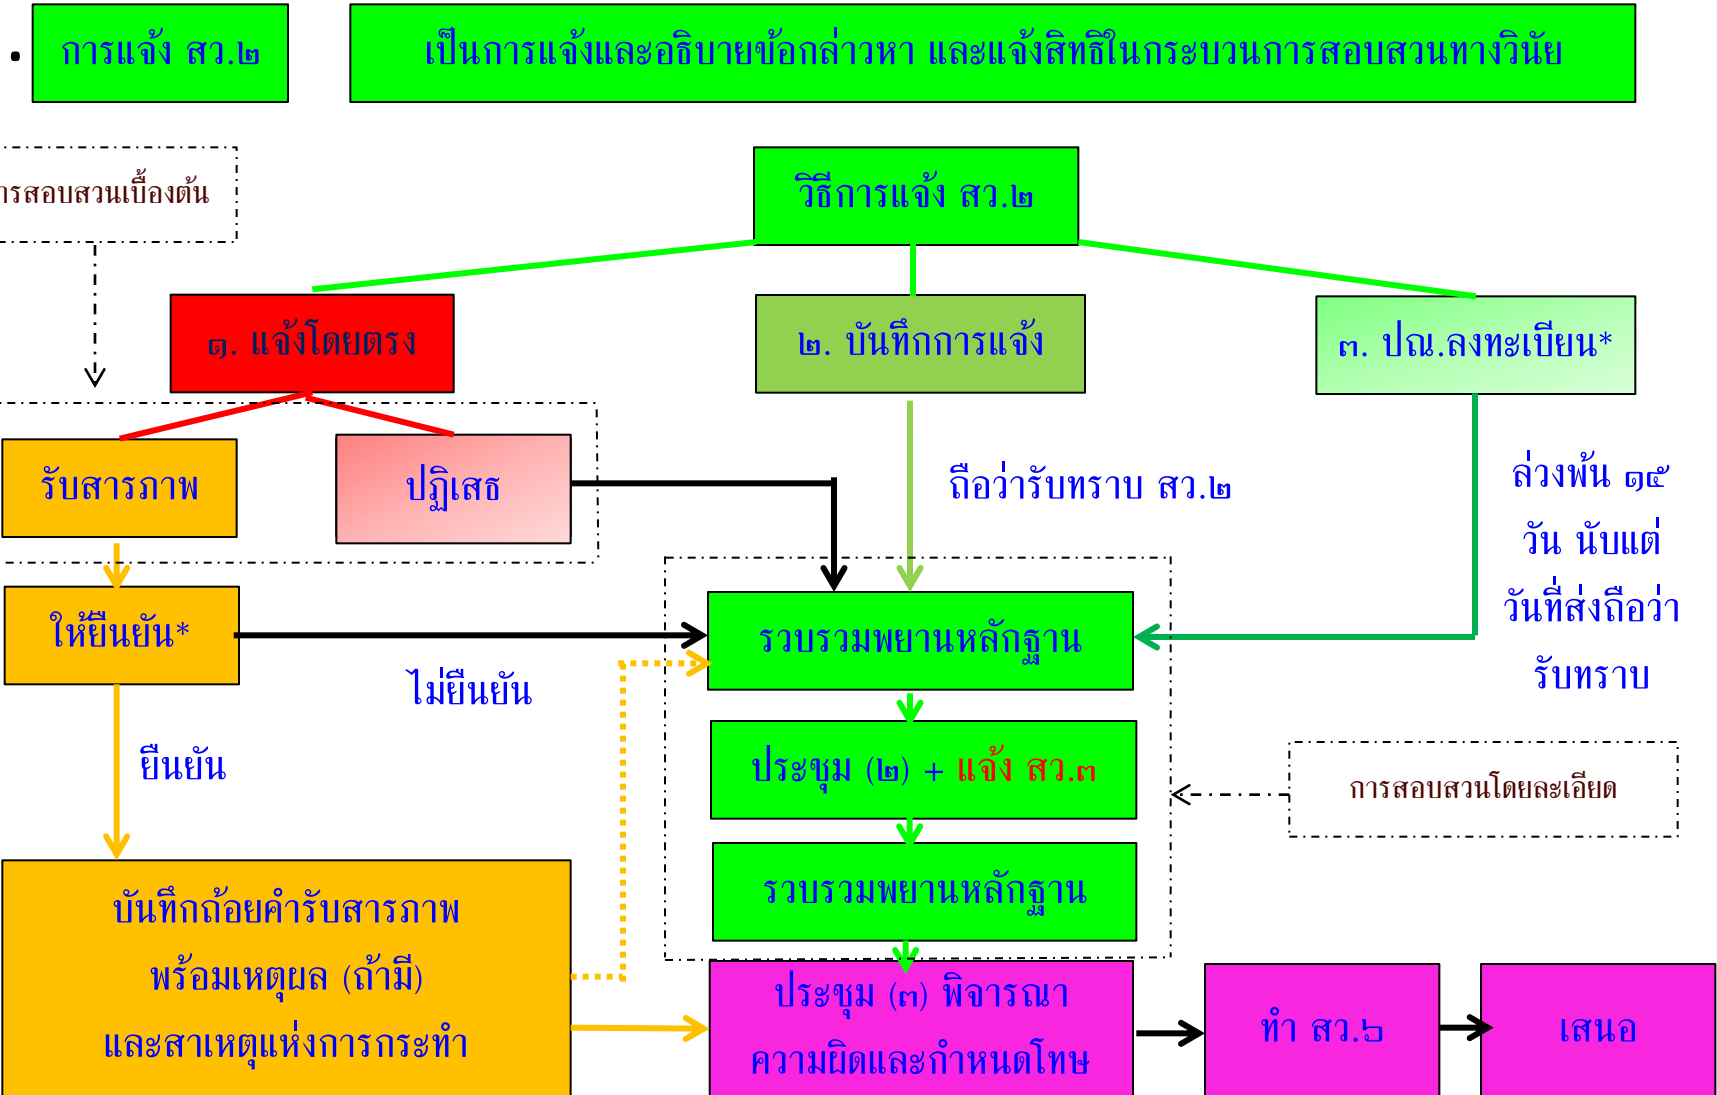 การแจ้ง สว.๒
เป็นการแจ้งและอธิบายข้อกล่าวหา และแจ้งสิทธิในกระบวนการสอบสวนทางวินัย
ารสอบสวนเบื้องต้น
วิธีการแจ้ง สว.๒
๑. แจ้งโดยตรง
๒. บันทึกการแจ้ง
๓. ปณ.ลงทะเบียน*
รับสารภาพ
ปฏิเสธ
ถือว่ารับทราบ สว.๒
ล่วงพ้น ๑๕
วัน นับแต่
วันที่ส่งถือว่า
รับทราบ
ให้ยืนยัน*
ไม่ยืนยัน
ยืนยัน
รวบรวมพยานหลักฐาน
ประชุม (๒) + แจ้ง สว.๓
การสอบสวนโดยละเอียด
รวบรวมพยานหลักฐาน
บันทึกถ้อยคำรับสารภาพ
พร้อมเหตุผล (ถ้ามี)
และสาเหตุแห่งการกระทำ
ประชุม (๓) พิจารณา
ความผิดและกำหนดโทษ
ทำ สว.๖
เสนอ